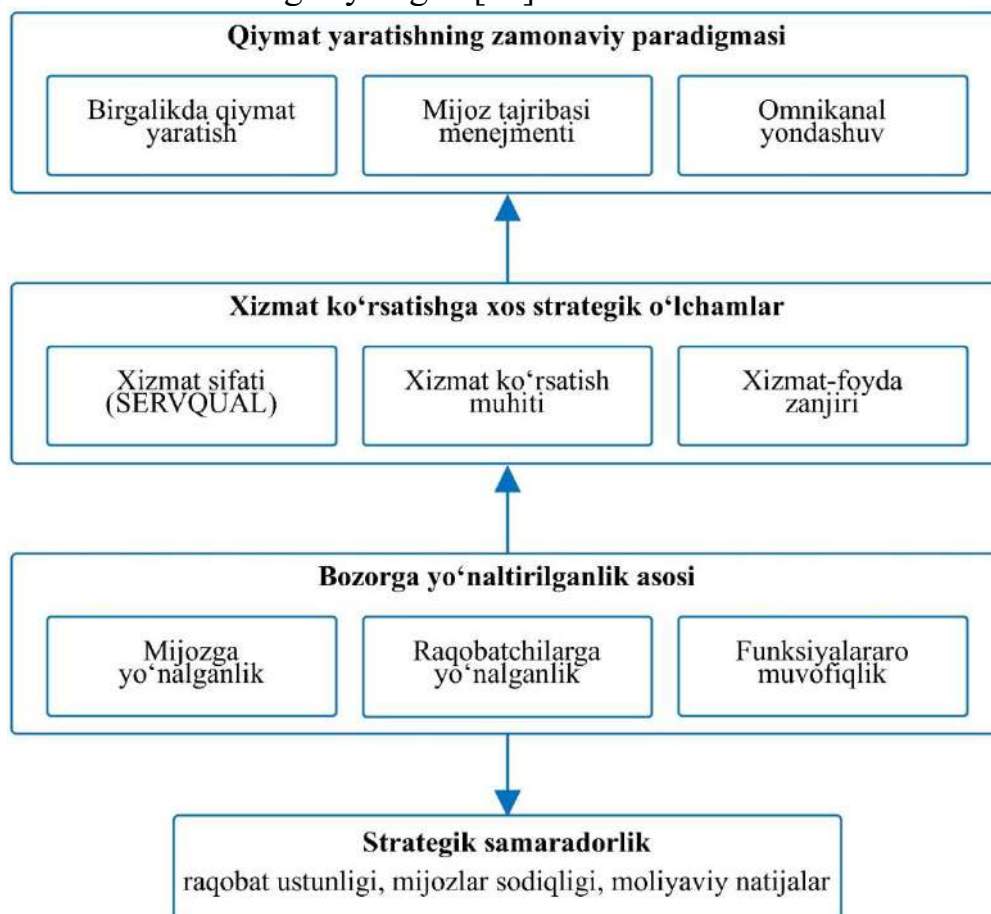 Qiymat yaratishning zamonaviy paradigmasi
Birgalikda qiymat
yaratish
Mijoz tajribasi
menejmenti
Omnikanal
yondashuv
Xizmat ko‘rsatishga xos strategik o‘lchamlar
Xizmat sifati
(SERVQUAL)
Xizmat ko‘rsatish
muhiti
Xizmat-foyda
zanjiri
Bozorga yo‘naltirilganlik asosi
Mijozga
yo‘nalganlik
Raqobatchilarga
yo‘nalganlik
Funksiyalararo
muvofiqlik
Strategik samaradorlik
raqobat ustunligi, mijozlar sodiqligi, moliyaviy natijalar